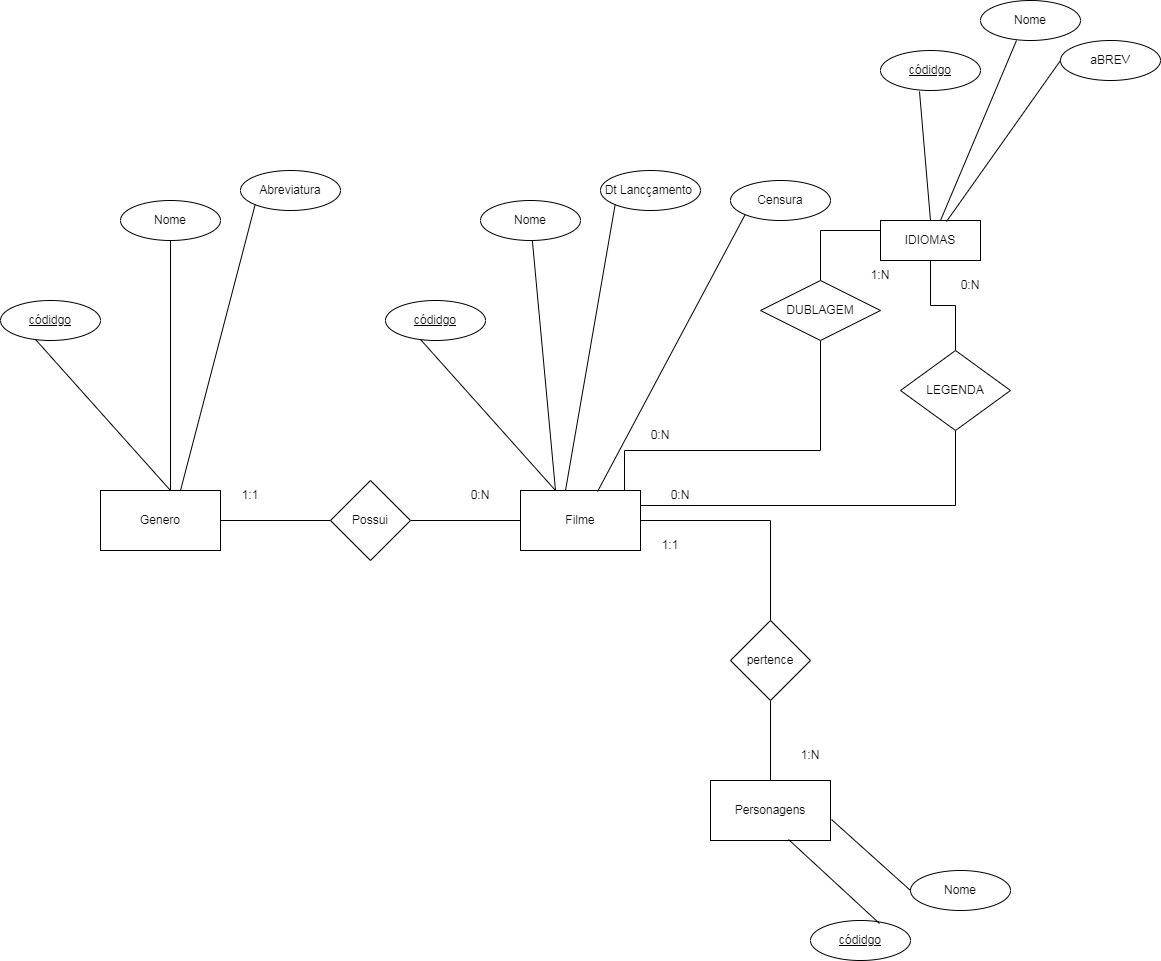 Nome
aBREV
códidgo
Abreviatura
Dt Lancçamento
Censura
Nome
Nome
IDIOMAS
1:N
0:N
códidgo
códidgo
DUBLAGEM
LEGENDA
0:N
1:1
0:N
0:N
Genero
Possui
Filme
1:1
pertence
1:N
Personagens
Nome
códidgo